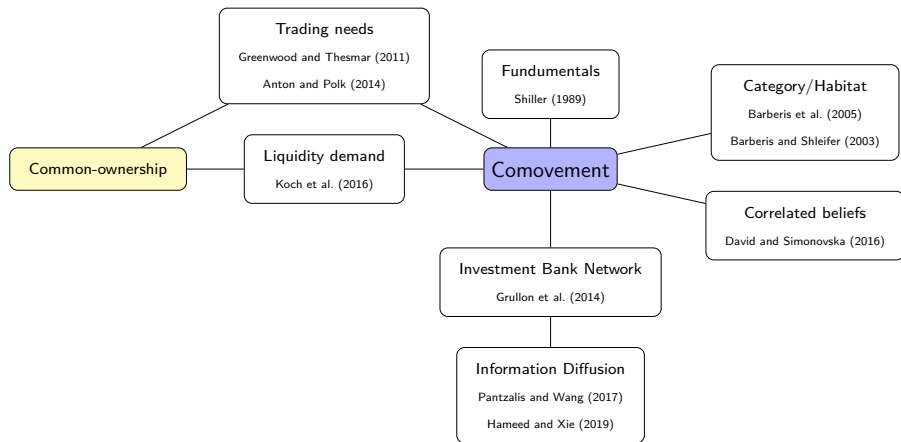 Trading needs
Greenwood and Thesmar (2011)
Anton and Polk (2014)
Fundumentals
Shiller (1989)
Category/Habitat
Barberis et al. (2005)
Barberis and Shleifer (2003)
Common-ownership
Liquidity demand
Koch et al. (2016)
Comovement
Correlated beliefs
David and Simonovska (2016)
Investment Bank Network
Grullon et al. (2014)
Information Diffusion
Pantzalis and Wang (2017)
Hameed and Xie (2019)